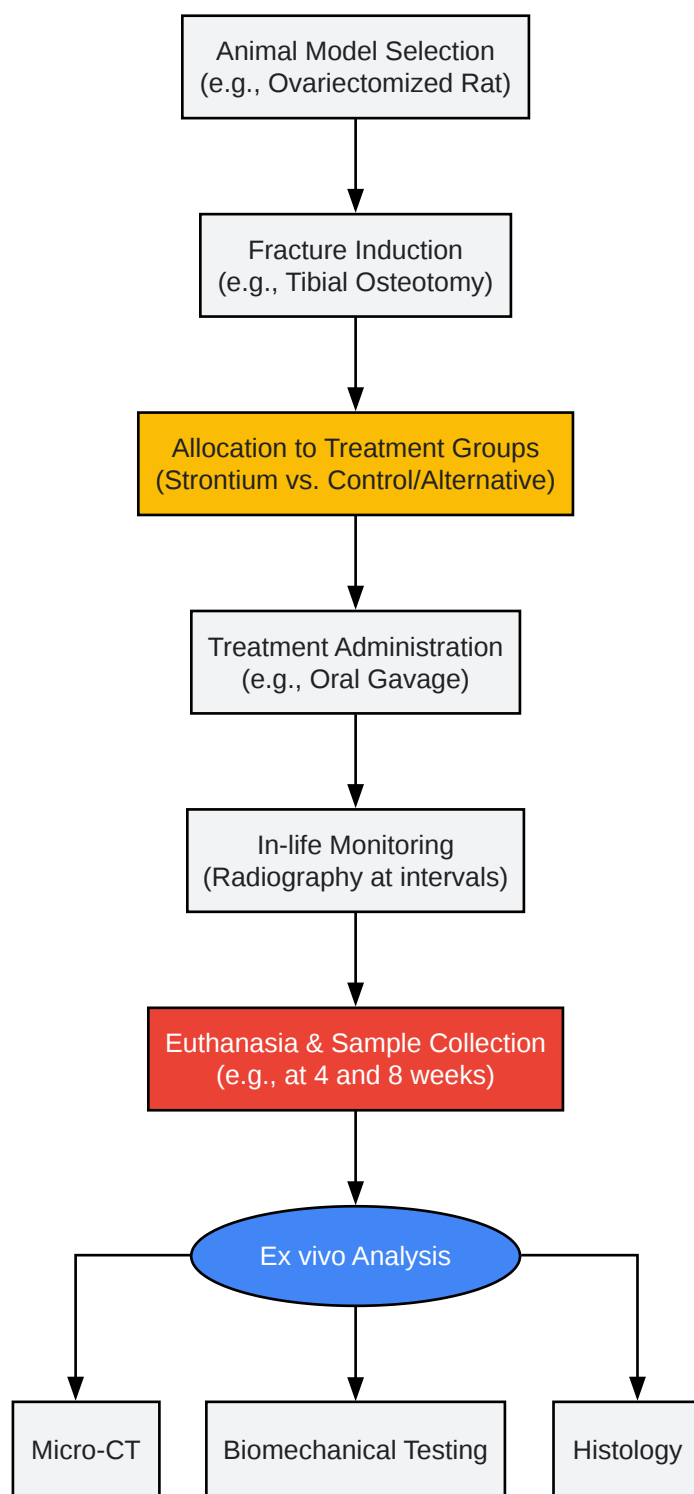 Animal Model Selection
(e.g., Ovariectomized Rat)
Fracture Induction
(e.g., Tibial Osteotomy)
Allocation to Treatment Groups
(Strontium vs. Control/Alternative)
Treatment Administration
(e.g., Oral Gavage)
In-life Monitoring
(Radiography at intervals)
Euthanasia & Sample Collection
(e.g., at 4 and 8 weeks)
Ex vivo Analysis
Micro-CT
Biomechanical Testing
Histology